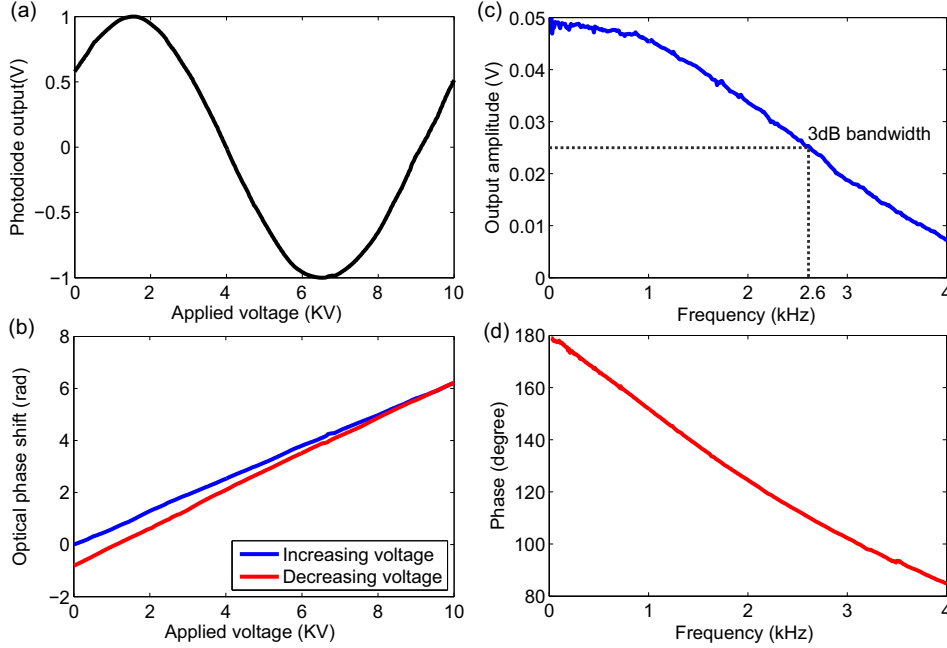 (a)
Photodiode output(V)
1
0.5
0
−0.5
−1
0 2 4 6 8 10
Applied voltage (KV)
(b)
Optical phase shift (rad)
8
6
4
2
0
−2
Increasing voltage
Decreasing voltage
0 2 4 6 8 10
Applied voltage (KV)
(c)
Output amplitude (V)
0.05
0.04
0.03
0.02
0.01
0
3dB bandwidth
0 1 2 2.6 3 4
Frequency (kHz)
(d)
Phase (degree)
180
160
140
120
100
80
0 1 2 3 4
Frequency (kHz)